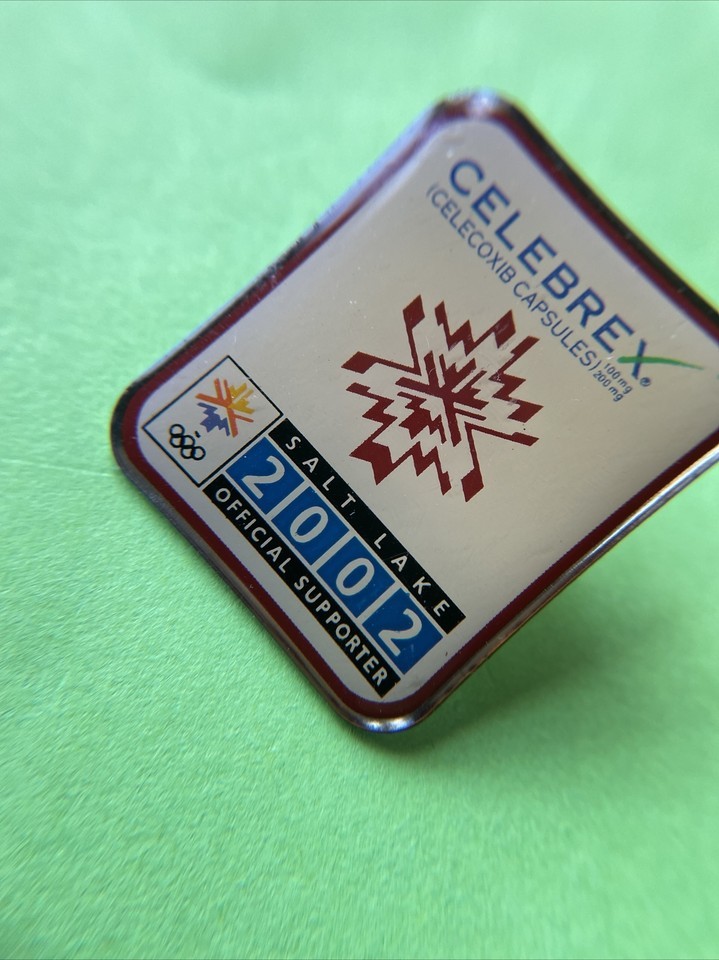 CELEBREX®
(CELECOXIB CAPSULES) 100 mg
200 mg
SALT LAKE
2002
OFFICIAL SUPPORTER